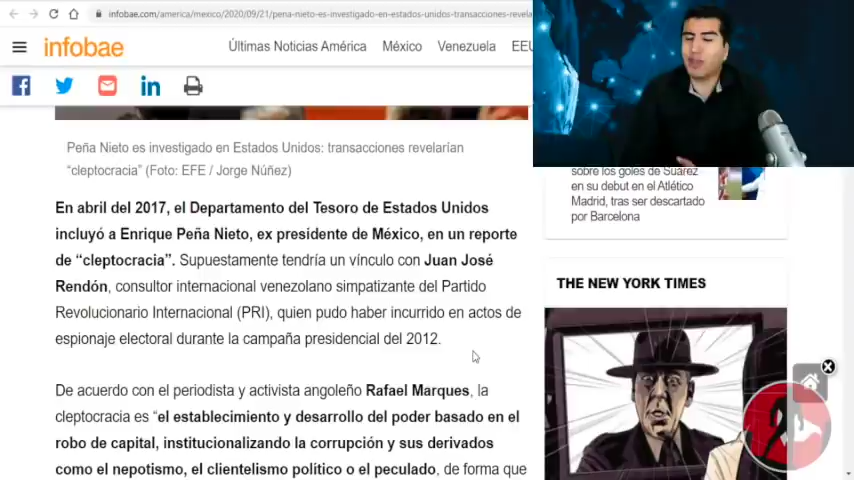 infobae.com/america/mexico/2020/09/21/pena-nieto-es-investigado-en-estados-unidos-transacciones-revela
infobae
Últimas Noticias América México Venezuela EEU
Peña Nieto es investigado en Estados Unidos: transacciones revelarían
“cleptocracia” (Foto: EFE / Jorge Núñez)
En abril del 2017, el Departamento del Tesoro de Estados Unidos
incluyó a Enrique Peña Nieto, ex presidente de México, en un reporte
de “cleptocracia”. Supuestamente tendría un vínculo con Juan José
Rendón, consultor internacional venezolano simpatizante del Partido
Revolucionario Internacional (PRI), quien pudo haber incurrido en actos de
espionaje electoral durante la campaña presidencial del 2012.
De acuerdo con el periodista y activista angoleño Rafael Marques, la
cleptocracia es “el establecimiento y desarrollo del poder basado en el
robo de capital, institucionalizando la corrupción y sus derivados
como el nepotismo, el clientelismo político o el peculado, de forma que
sobre los goles de Suárez
en su debut en el Atlético
Madrid, tras ser descartado
por Barcelona
THE NEW YORK TIMES